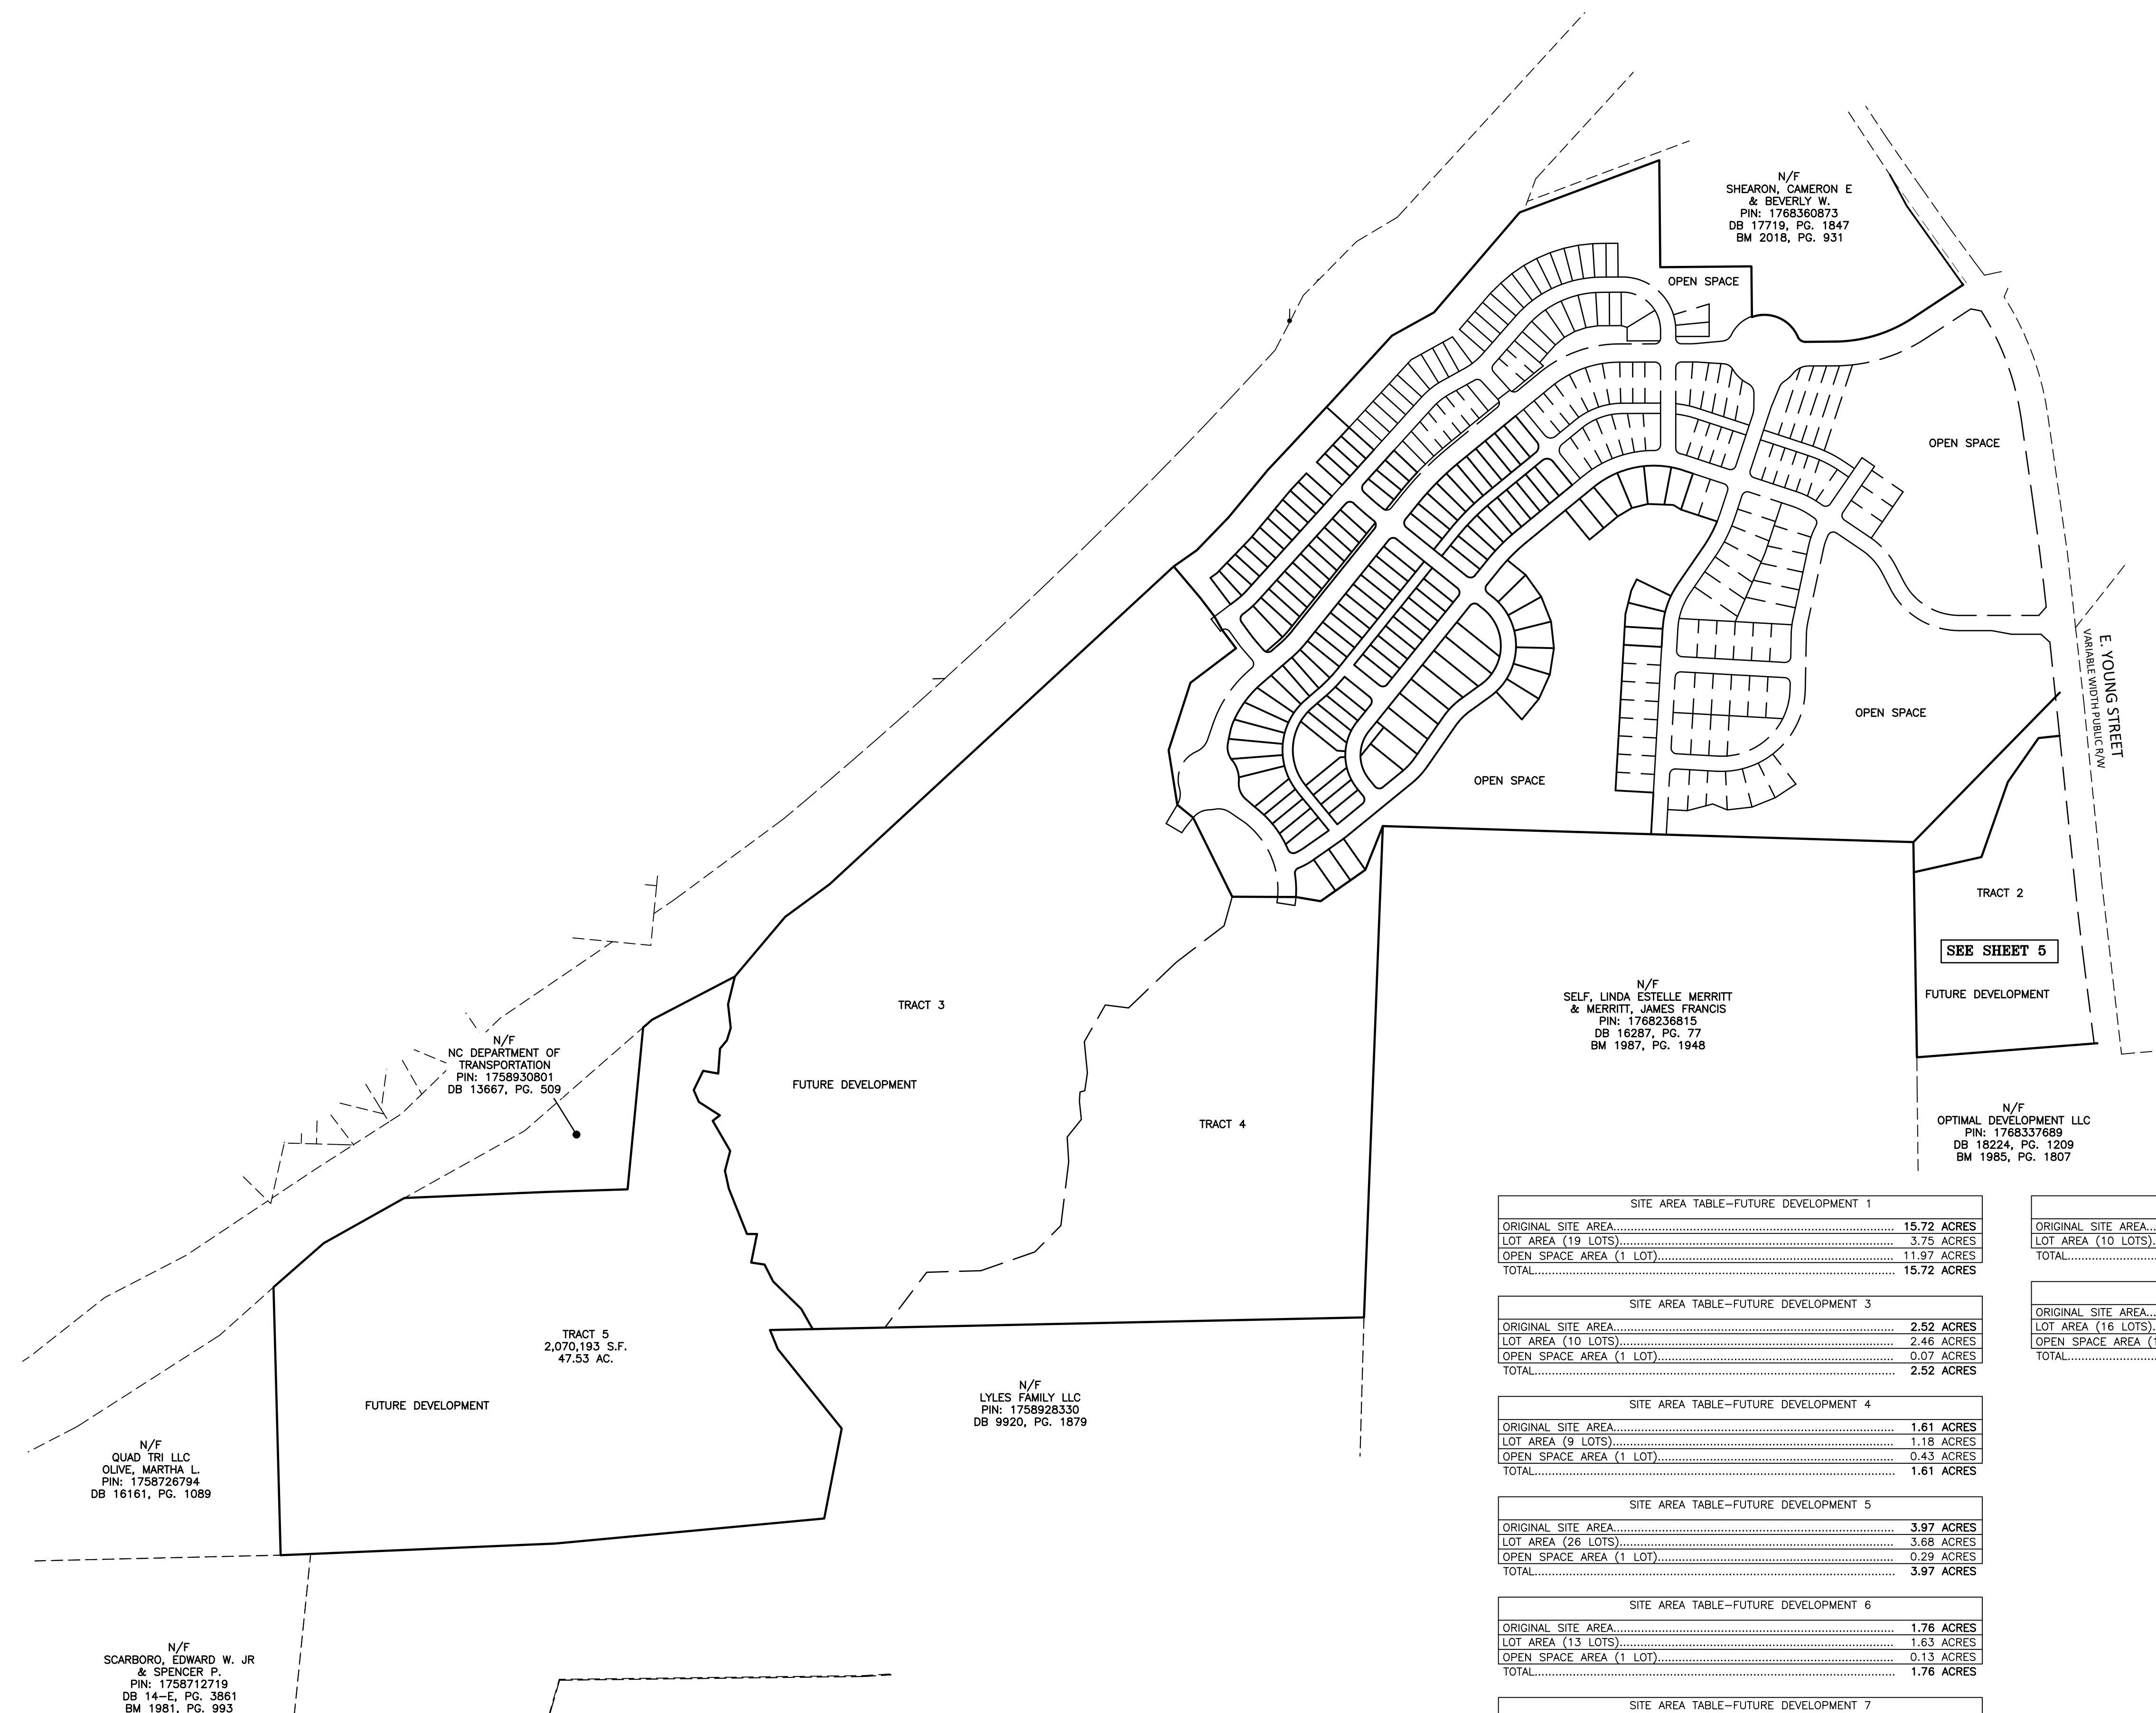 N/F
SHEARON, CAMERON E
& BEVERLY W.
PIN: 1768360873
DB 17719, PG. 1847
BM 2018, PG. 931
OPEN SPACE
OPEN SPACE
E. YOUNG STREET
VARIABLE WIDTH PUBLIC R/W
OPEN SPACE
OPEN SPACE
TRACT 2
SEE SHEET 5
FUTURE DEVELOPMENT
N/F
SELF, LINDA ESTELLE MERRITT
& MERRITT, JAMES FRANCIS
PIN: 1768236815
DB 16287, PG. 77
BM 1987, PG. 1948
TRACT 3
FUTURE DEVELOPMENT
TRACT 4
N/F
NC DEPARTMENT OF
TRANSPORTATION
PIN: 1758930801
DB 13667, PG. 509
N/F
OPTIMAL DEVELOPMENT LLC
PIN: 1768337689
DB 18224, PG. 1209
BM 1985, PG. 1807
TRACT 5
2,070,193 S.F.
47.53 AC.
FUTURE DEVELOPMENT
N/F
LYLES FAMILY LLC
PIN: 1758928330
DB 9920, PG. 1879
N/F
QUAD TRI LLC
OLIVE, MARTHA L.
PIN: 1758726794
DB 16161, PG. 1089
N/F
SCARBORO, EDWARD W. JR
& SPENCER P.
PIN: 1758712719
DB 14-E, PG. 3861
BM 1981, PG. 993
SITE AREA TABLE-FUTURE DEVELOPMENT 1
ORIGINAL SITE AREA... 15.72 ACRES
LOT AREA (19 LOTS)... 3.75 ACRES
OPEN SPACE AREA (1 LOT)... 11.97 ACRES
TOTAL... 15.72 ACRES
SITE AREA TABLE-FUTURE DEVELOPMENT 3
ORIGINAL SITE AREA... 2.52 ACRES
LOT AREA (10 LOTS)... 2.46 ACRES
OPEN SPACE AREA (1 LOT)... 0.07 ACRES
TOTAL... 2.52 ACRES
SITE AREA TABLE-FUTURE DEVELOPMENT 4
ORIGINAL SITE AREA... 1.61 ACRES
LOT AREA (9 LOTS)... 1.18 ACRES
OPEN SPACE AREA (1 LOT)... 0.43 ACRES
TOTAL... 1.61 ACRES
SITE AREA TABLE-FUTURE DEVELOPMENT 5
ORIGINAL SITE AREA... 3.97 ACRES
LOT AREA (26 LOTS)... 3.68 ACRES
OPEN SPACE AREA (1 LOT)... 0.29 ACRES
TOTAL... 3.97 ACRES
SITE AREA TABLE-FUTURE DEVELOPMENT 6
ORIGINAL SITE AREA... 1.76 ACRES
LOT AREA (13 LOTS)... 1.63 ACRES
OPEN SPACE AREA (1 LOT)... 0.13 ACRES
TOTAL... 1.76 ACRES
SITE AREA TABLE-FUTURE DEVELOPMENT 7
ORIGINAL SITE AREA...
LOT AREA (10 LOTS)...
TOTAL...
ORIGINAL SITE AREA...
LOT AREA (16 LOTS)...
OPEN SPACE AREA (1
TOTAL...